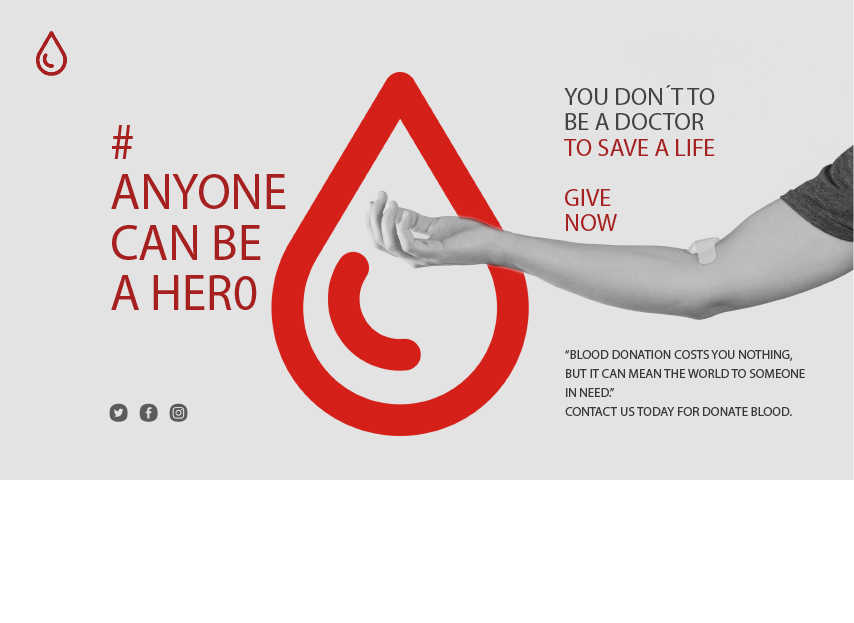 #
ANYONE
CAN BE
A HER0
YOU DON´T TO
BE A DOCTOR
TO SAVE A LIFE
GIVE
NOW
“BLOOD DONATION COSTS YOU NOTHING,
BUT IT CAN MEAN THE WORLD TO SOMEONE
IN NEED.”
CONTACT US TODAY FOR DONATE BLOOD.